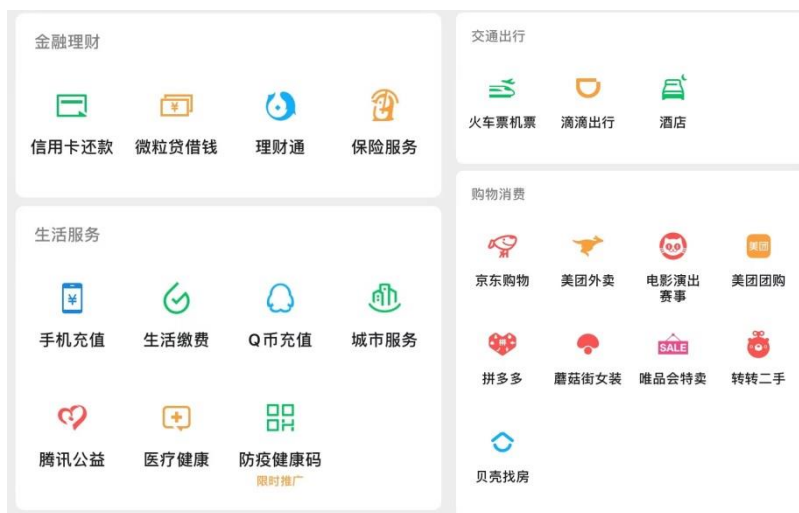 金融理财
信用卡还款 微粒贷借钱 理财通 保险服务
生活服务
手机充值 生活缴费 Q币充值 城市服务
腾讯公益 医疗健康 防疫健康码
限时推广
交通出行
火车票机票 滴滴出行 酒店
购物消费
美团
京东购物 美团外卖 电影演出 美团团购
赛事
拼
SALE
拼多多 蘑菇街女装 唯品会特卖 转转二手
贝壳找房